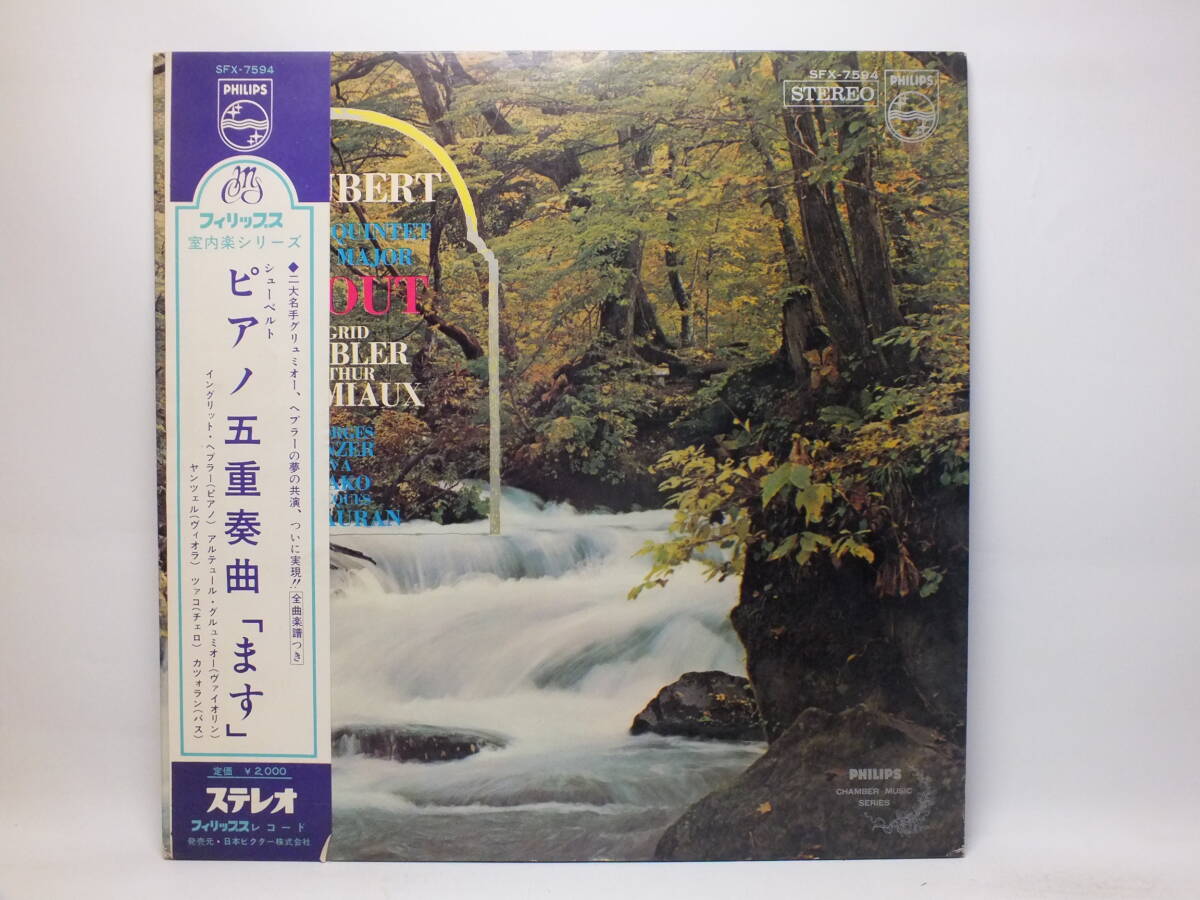 SFX-7594
PHILIPS
フィリップス
室内楽シリーズ
シューベルト
ピアノ五重奏曲「ます」
◆二大名手グリュミオー、ヘブラーの夢の共演、ついに実現!! 全曲楽譜つき
イングリット・ヘブラー(ピアノ) アルテュール・グリュミオー(ヴァイオリン)
ヤンツェル(ヴィオラ) ツァコ(チェロ) カツォラン(バス)
定価 ¥2,000
ステレオ
フィリップスレコード
発売元・日本ビクター株式会社
BERT
QUINTET
MAJOR
OUT
GRID
BLER
THUR
MIAUX
RGES
NZER
VA
AKO
QUES
AURAN
SFX-7594
STEREO
PHILIPS
PHILIPS
CHAMBER MUSIC
SERIES